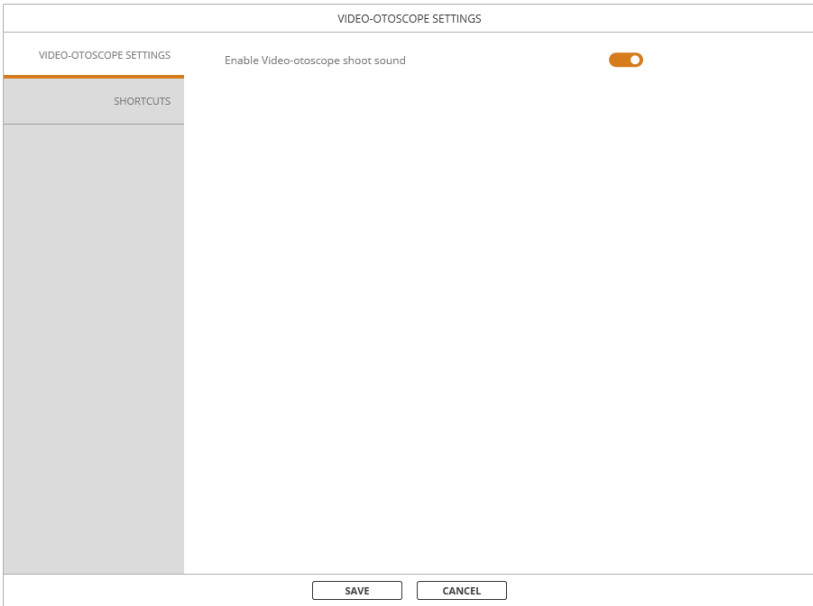 VIDEO-OTOSCOPE SETTINGS
VIDEO-OTOSCOPE SETTINGS
Enable Video-otoscope shoot sound
SHORTCUTS
SAVE
CANCEL